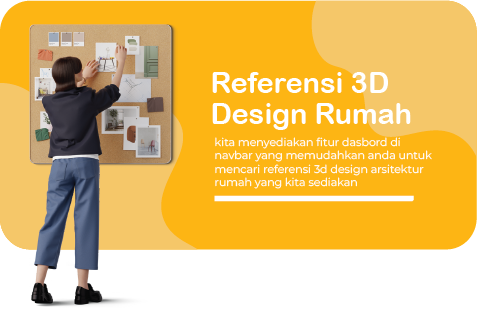 Referensi 3D
Design Rumah
kita menyediakan fitur dasbord di
navbar yang memudahkan anda untuk
mencari referensi 3d design arsitektur
rumah yang kita sediakan